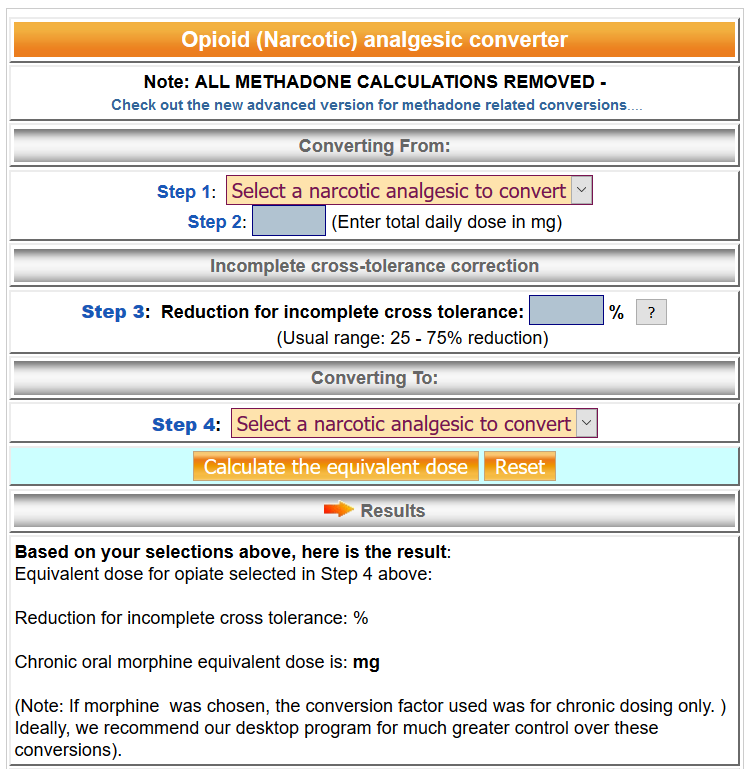 Opioid (Narcotic) analgesic converter
Note: ALL METHADONE CALCULATIONS REMOVED -
Check out the new advanced version for methadone related conversions....
Converting From:
Step 1: Select a narcotic analgesic to convert
Step 2: (Enter total daily dose in mg)
Incomplete cross-tolerance correction
Step 3: Reduction for incomplete cross tolerance: % ?
(Usual range: 25 - 75% reduction)
Converting To:
Step 4: Select a narcotic analgesic to convert
Calculate the equivalent dose Reset
Results
Based on your selections above, here is the result:
Equivalent dose for opiate selected in Step 4 above:
Reduction for incomplete cross tolerance: %
Chronic oral morphine equivalent dose is: mg
(Note: If morphine was chosen, the conversion factor used was for chronic dosing only. )
Ideally, we recommend our desktop program for much greater control over these
conversions).